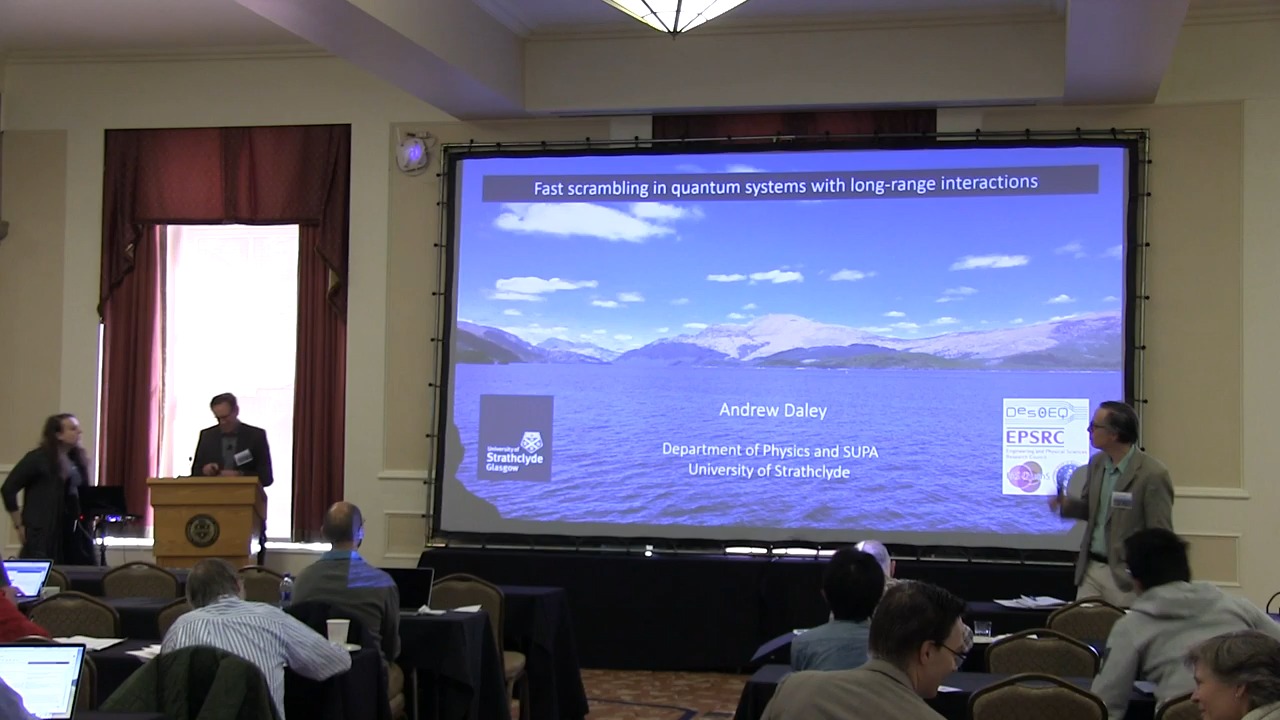 Fast scrambling in quantum systems with long-range interactions
Andrew Daley
Department of Physics and SUPA
University of Strathclyde
University of
Strathclyde
Glasgow
DesOEQ
EPSRC
Engineering and Physical Sciences
Research Council